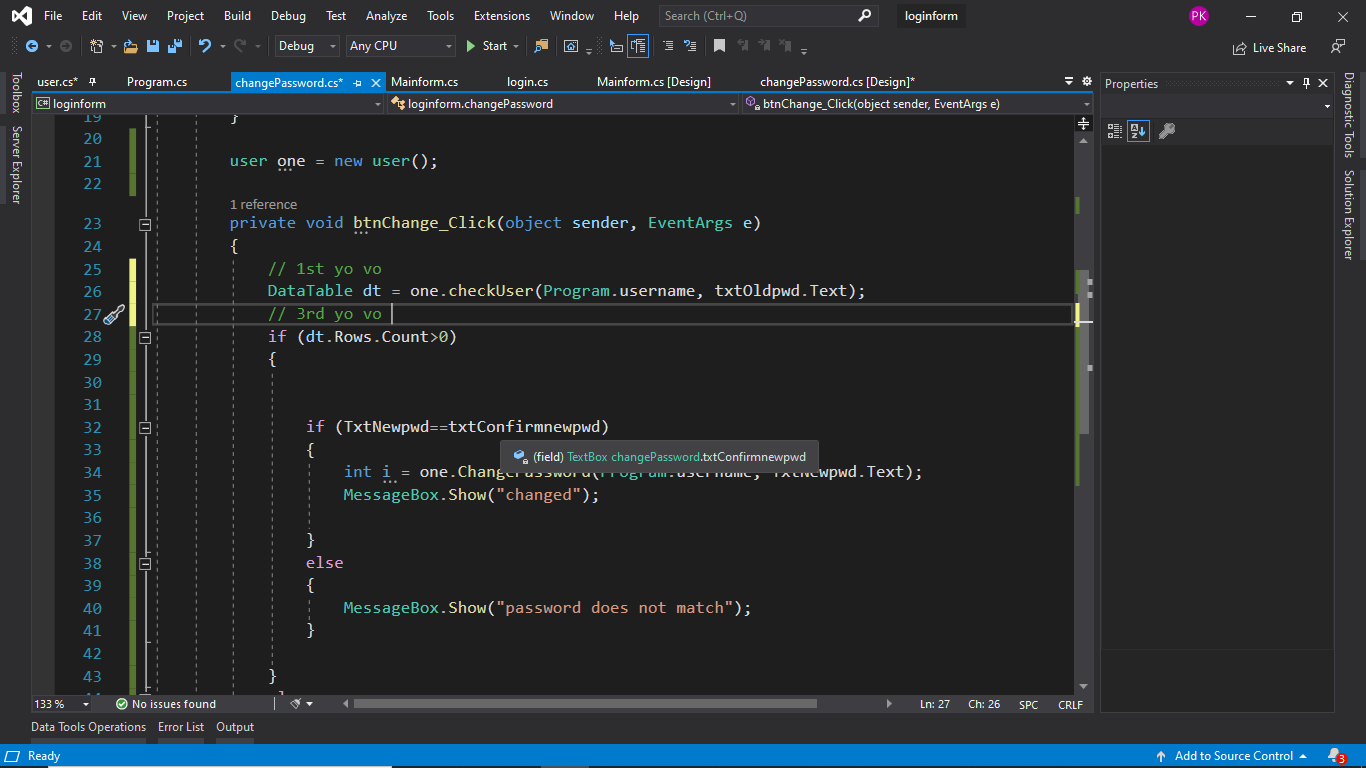 File Edit View Project Build Debug Test Analyze Tools Extensions Window Help Search (Ctrl+Q) loginform PK
Debug Any CPU Start Live Share
user.cs* Program.cs changePassword.cs* Mainform.cs login.cs Mainform.cs [Design] changePassword.cs [Design]*
C# loginform loginform.changePassword btnChange_Click(object sender, EventArgs e)
Toolbox
Server Explorer
19 }
20
21 user one = new user();
22
1 reference
23 private void btnChange_Click(object sender, EventArgs e)
24 {
25 // 1st yo vo
26 DataTable dt = one.checkUser(Program.username, txtOldpwd.Text);
27 // 3rd yo vo
28 if (dt.Rows.Count>0)
29 {
30
31
32 if (TxtNewpwd==txtConfirmnewpwd)
33 {
(field) TextBox changePassword.txtConfirmnewpwd
34 int i = one.ChangePassword(Program.username, TxtNewpwd.Text);
35 MessageBox.Show("changed");
36
37 }
38 else
39 {
40 MessageBox.Show("password does not match");
41 }
42
43 }
133 % No issues found Ln: 27 Ch: 26 SPC CRLF
Properties
Diagnostic Tools
Solution Explorer
Data Tools Operations Error List Output
Ready Add to Source Control 3